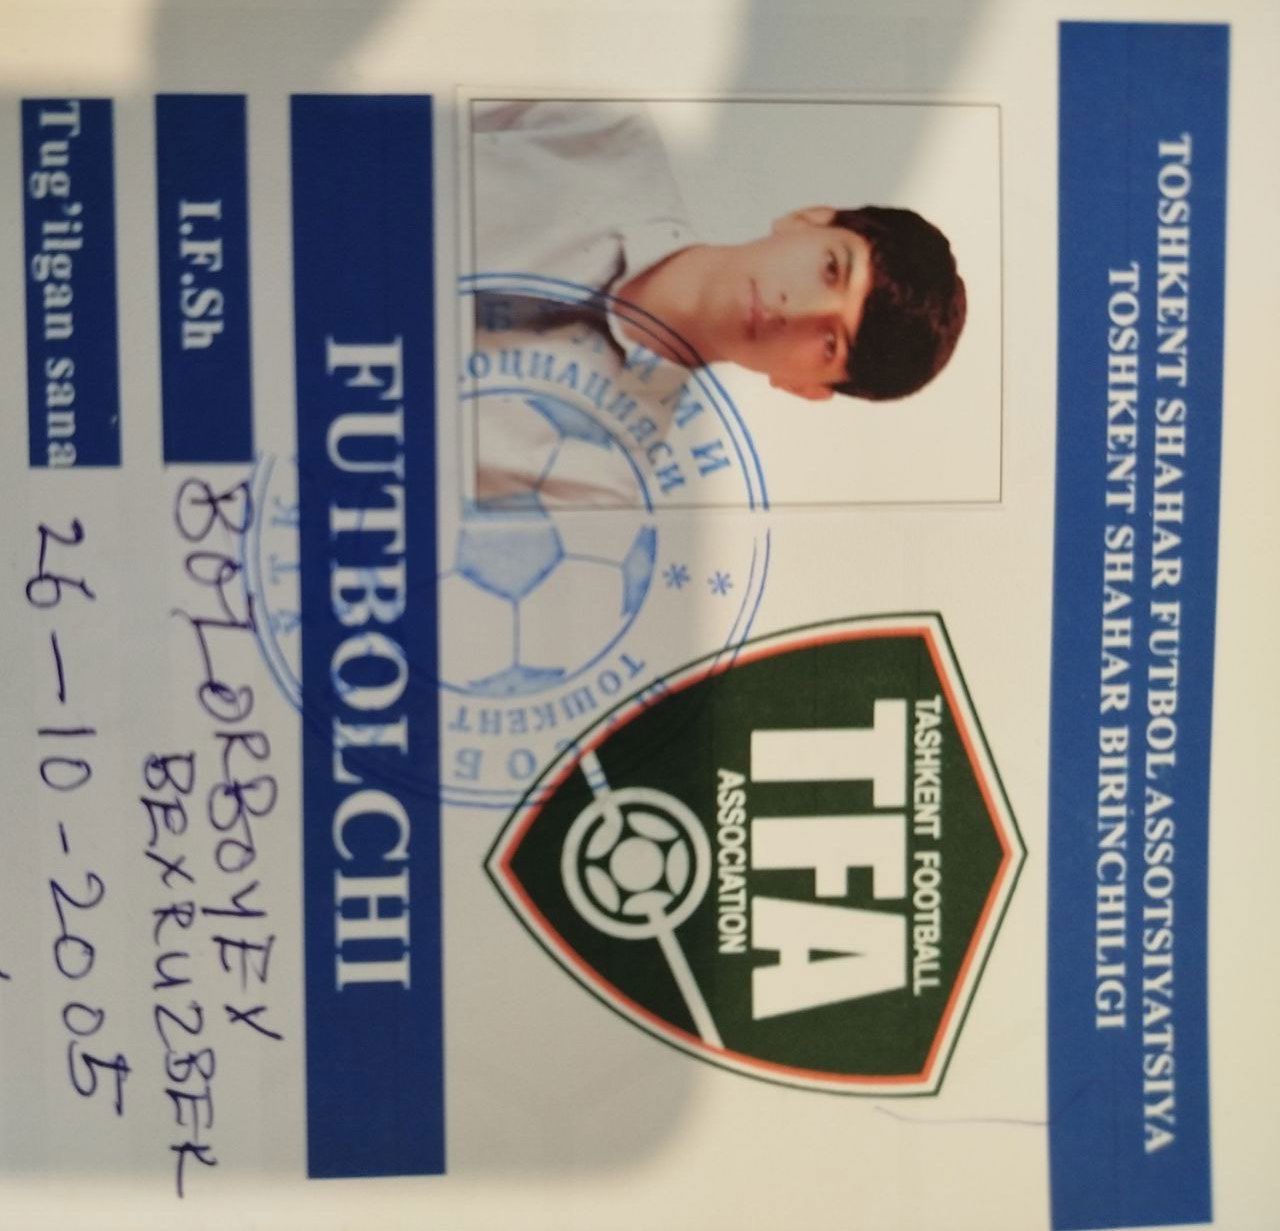 TOSHKENT SHAHAR FUTBOL ASSOTSIYATSIYA
TOSHKENT SHAHAR BIRINCHILIGI
TASHKENT FOOTBALL
TFA
ASSOCIATION
ТОШКЕНТ
FUTBOLCHI
I.F.Sh
BEXRUZBEK
Tug'ilgan sana 26-10-2005